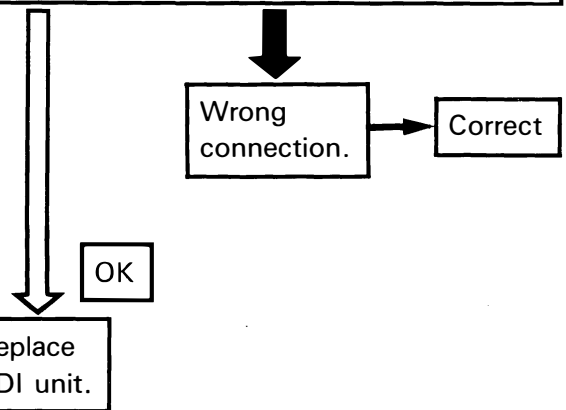 Wrong
connection.
Correct
OK
eplace
DI unit.